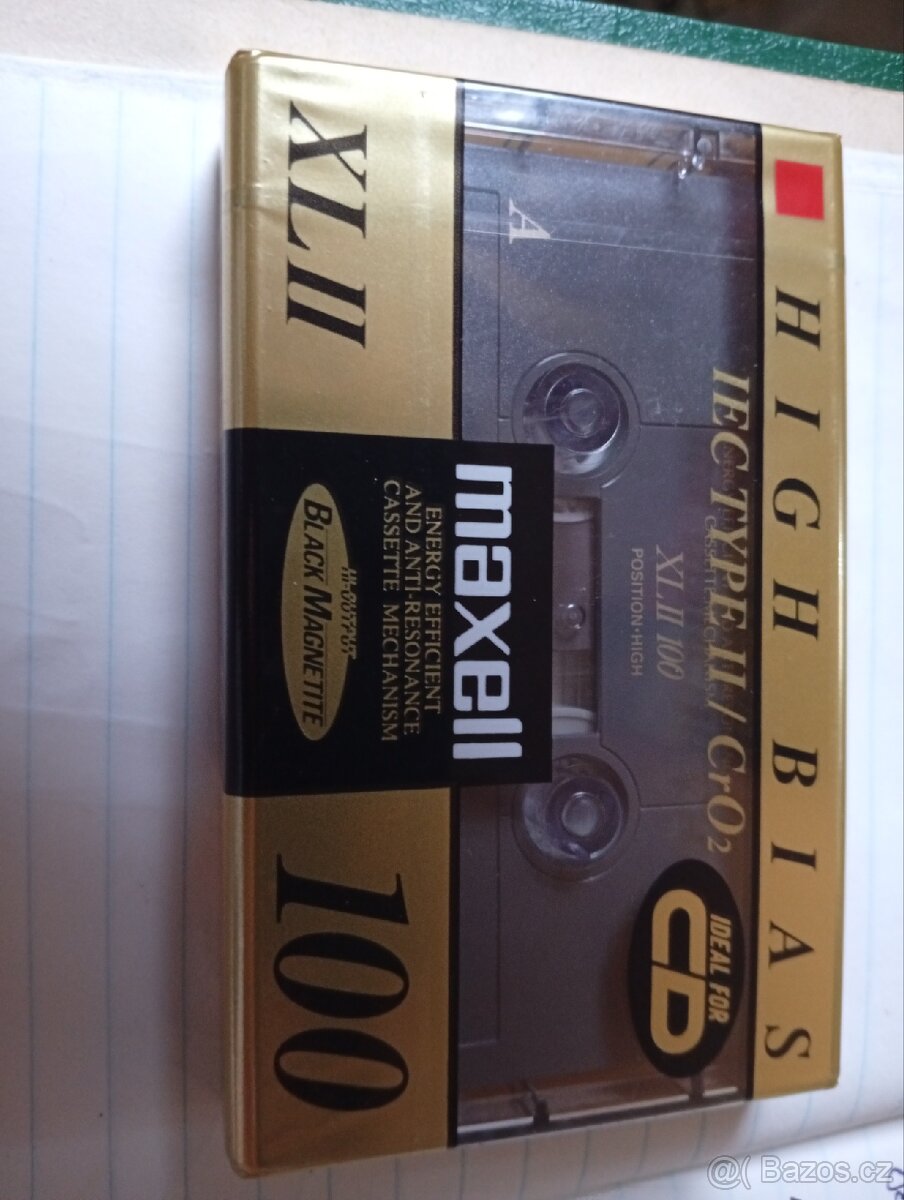 HIGH BIAS
IEC TYPE II / CrO2
IDEAL FOR
CD
A
XLII 100
POSITION•HIGH
maxell
ENERGY EFFICIENT
AND ANTI-RESONANCE
CASSETTE MECHANISM
HI-OUTPUT
BLACK MAGNETITE
XLII
100
@( Bazos.cz